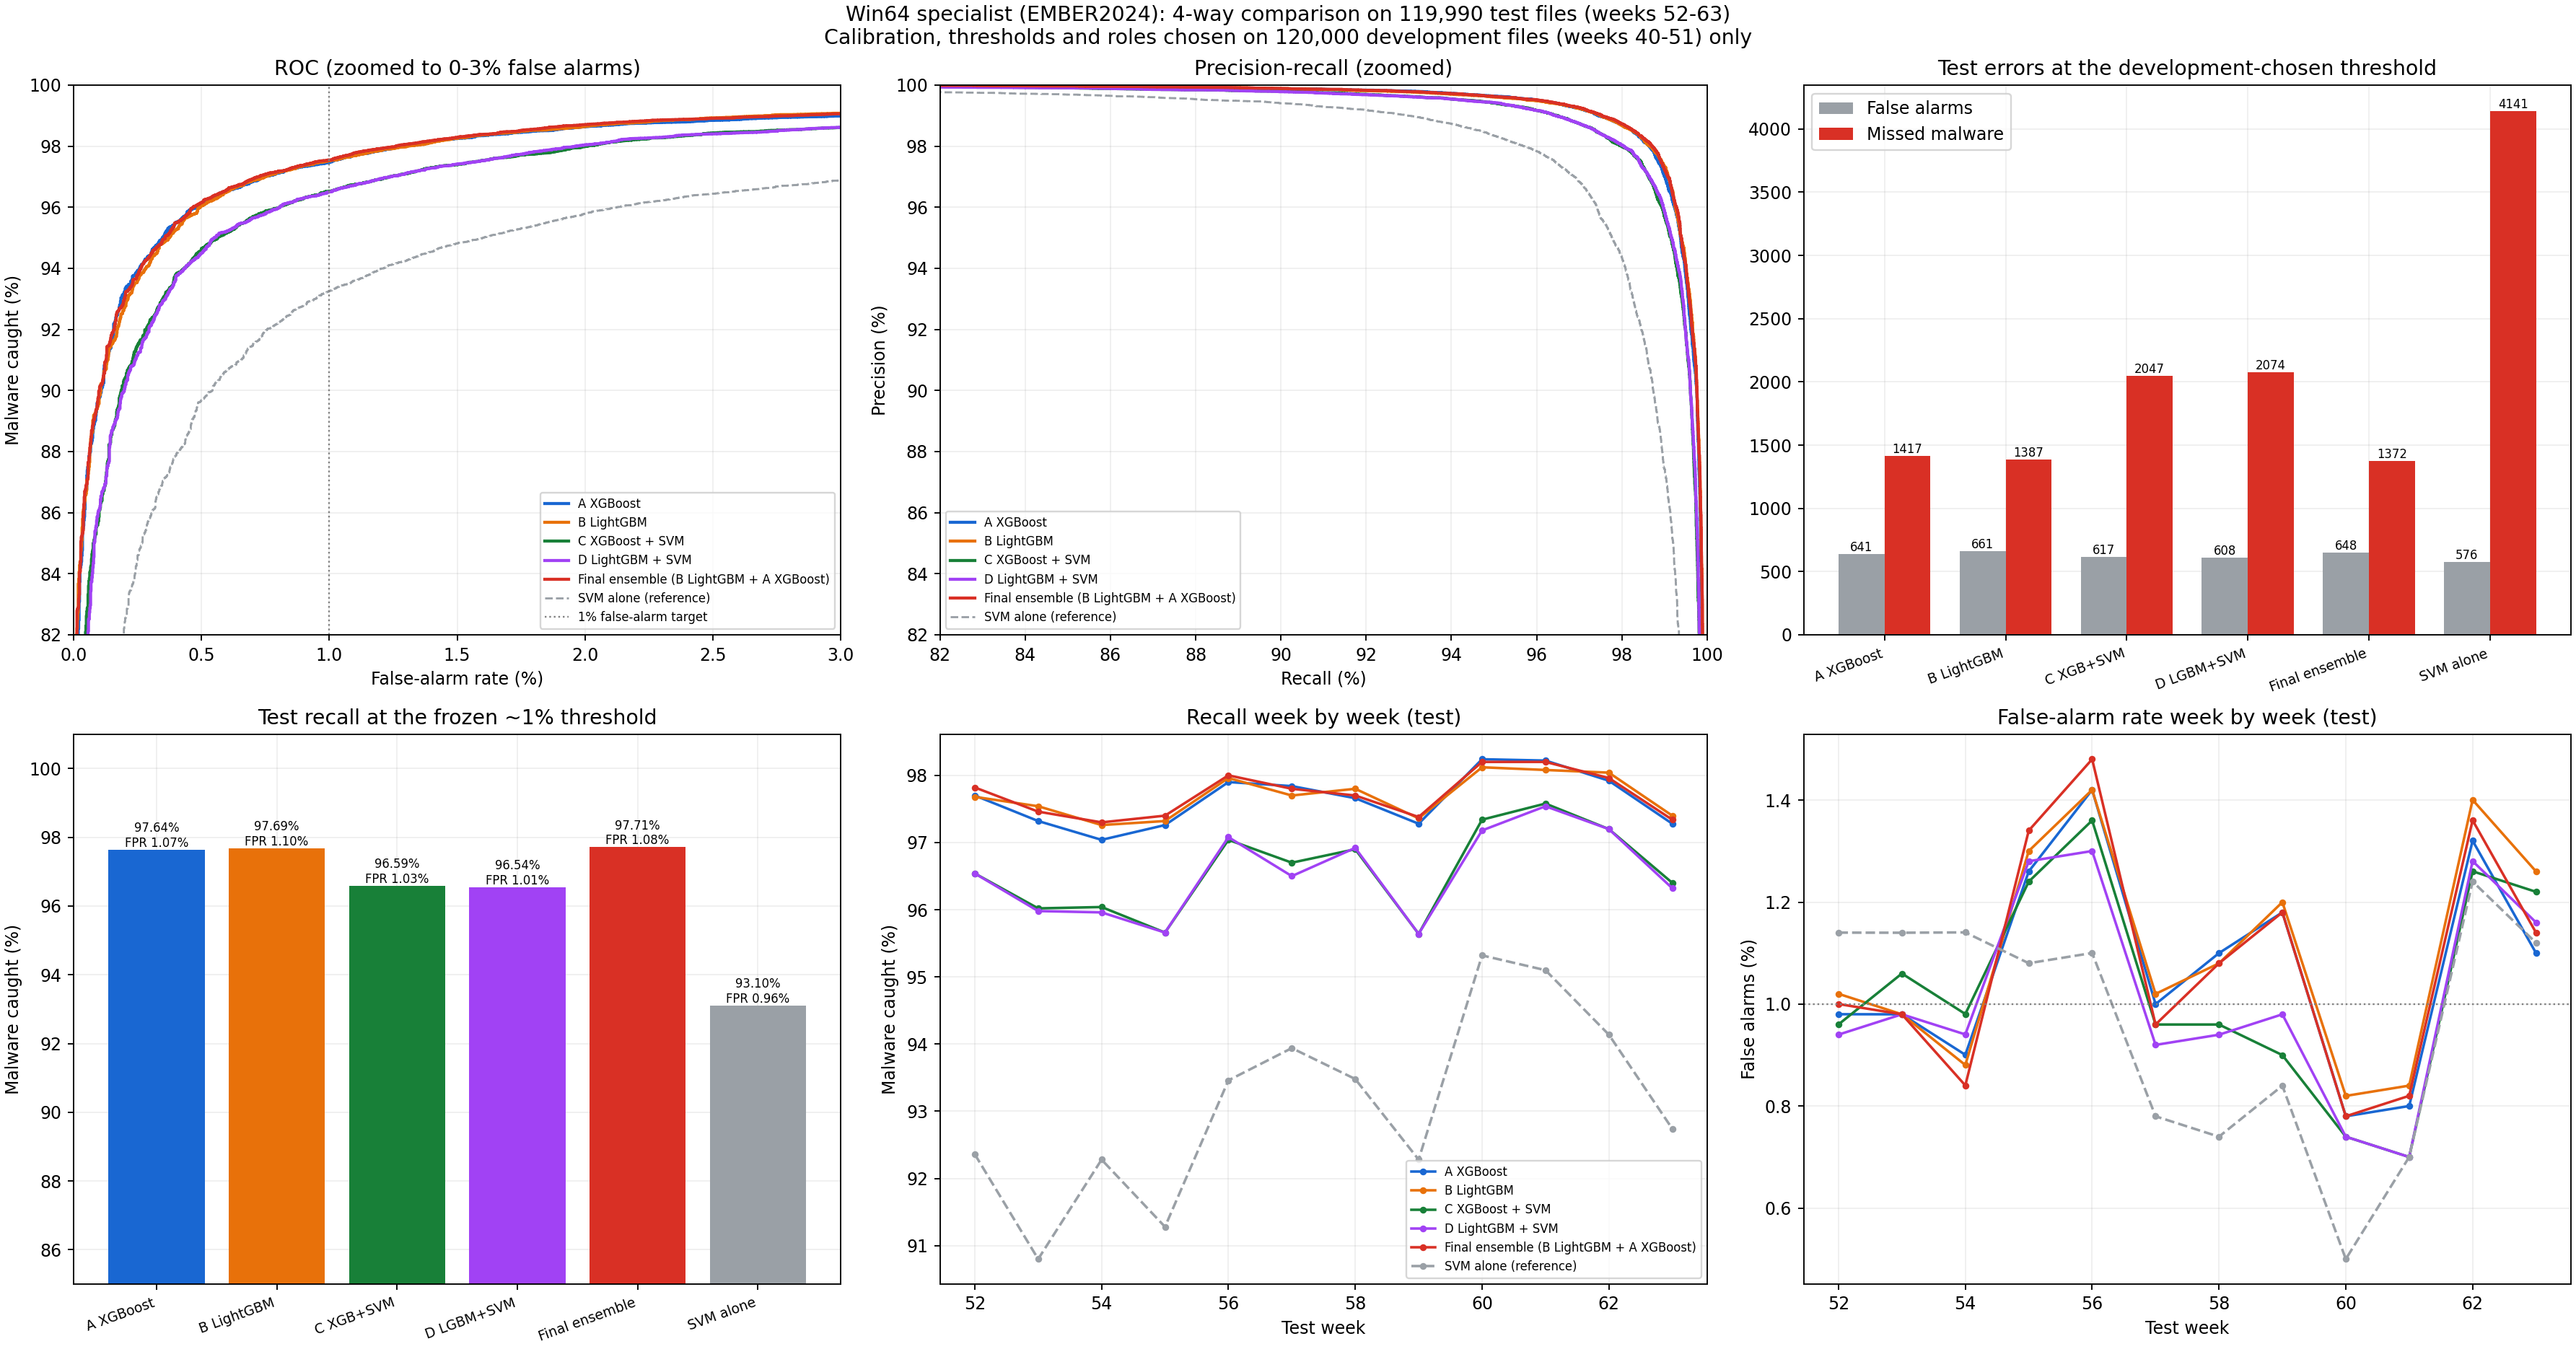 Win64 specialist (EMBER2024): 4-way comparison on 119,990 test files (weeks 52-63)
Calibration, thresholds and roles chosen on 120,000 development files (weeks 40-51) only
ROC (zoomed to 0-3% false alarms)
Malware caught (%)
100
98
96
94
92
90
88
86
84
82
A XGBoost
B LightGBM
C XGBoost + SVM
D LightGBM + SVM
Final ensemble (B LightGBM + A XGBoost)
SVM alone (reference)
1% false-alarm target
0.0 0.5 1.0 1.5 2.0 2.5 3.0
False-alarm rate (%)
Precision-recall (zoomed)
Precision (%)
100
98
96
94
92
90
88
86
84
82
A XGBoost
B LightGBM
C XGBoost + SVM
D LightGBM + SVM
Final ensemble (B LightGBM + A XGBoost)
SVM alone (reference)
82 84 86 88 90 92 94 96 98 100
Recall (%)
Test errors at the development-chosen threshold
False alarms
Missed malware
4000
3500
3000
2500
2000
1500
1000
500
0
641 1417
661 1387
617 2047
608 2074
648 1372
576 4141
A XGBoost
B LightGBM
C XGB+SVM
D LGBM+SVM
Final ensemble
SVM alone
Test recall at the frozen ~1% threshold
Malware caught (%)
100
98
96
94
92
90
88
86
97.64%
FPR 1.07%
97.69%
FPR 1.10%
96.59%
FPR 1.03%
96.54%
FPR 1.01%
97.71%
FPR 1.08%
93.10%
FPR 0.96%
A XGBoost
B LightGBM
C XGB+SVM
D LGBM+SVM
Final ensemble
SVM alone
Recall week by week (test)
Malware caught (%)
98
97
96
95
94
93
92
91
A XGBoost
B LightGBM
C XGBoost + SVM
D LightGBM + SVM
Final ensemble (B LightGBM + A XGBoost)
SVM alone (reference)
52 54 56 58 60 62
Test week
False-alarm rate week by week (test)
False alarms (%)
1.4
1.2
1.0
0.8
0.6
52 54 56 58 60 62
Test week